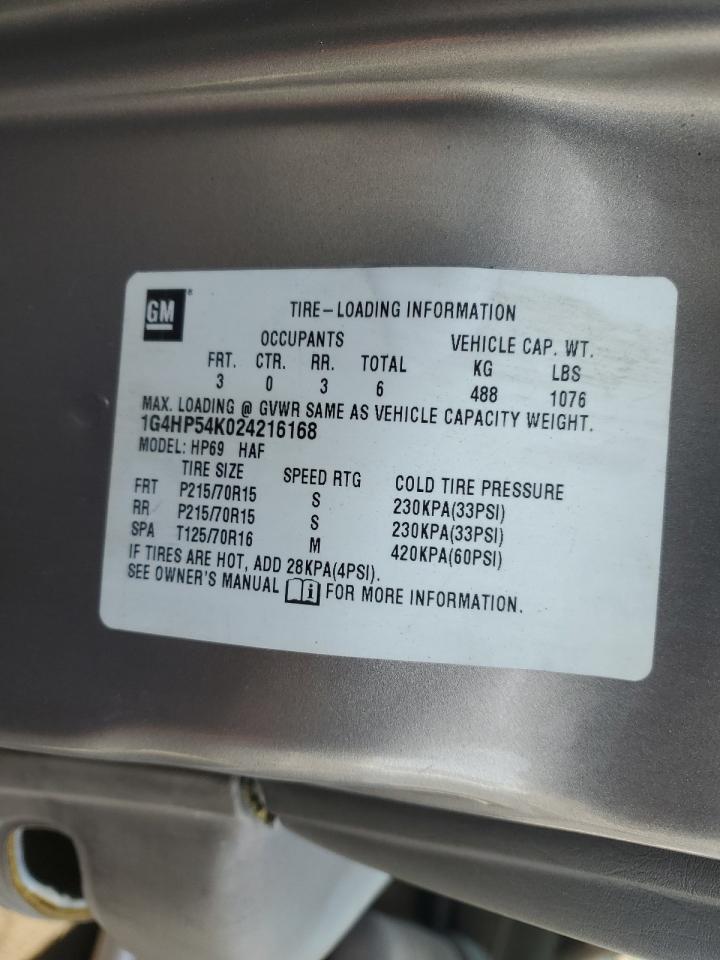 GM
TIRE-LOADING INFORMATION
OCCUPANTS VEHICLE CAP. WT.
FRT. CTR. RR. TOTAL KG LBS
3 0 3 6 488 1076
MAX. LOADING @ GVWR SAME AS VEHICLE CAPACITY WEIGHT.
1G4HP54K024216168
MODEL: HP69 HAF
TIRE SIZE SPEED RTG COLD TIRE PRESSURE
FRT P215/70R15 S 230KPA(33PSI)
RR P215/70R15 S 230KPA(33PSI)
SPA T125/70R16 M 420KPA(60PSI)
IF TIRES ARE HOT, ADD 28KPA(4PSI).
SEE OWNER'S MANUAL i FOR MORE INFORMATION.